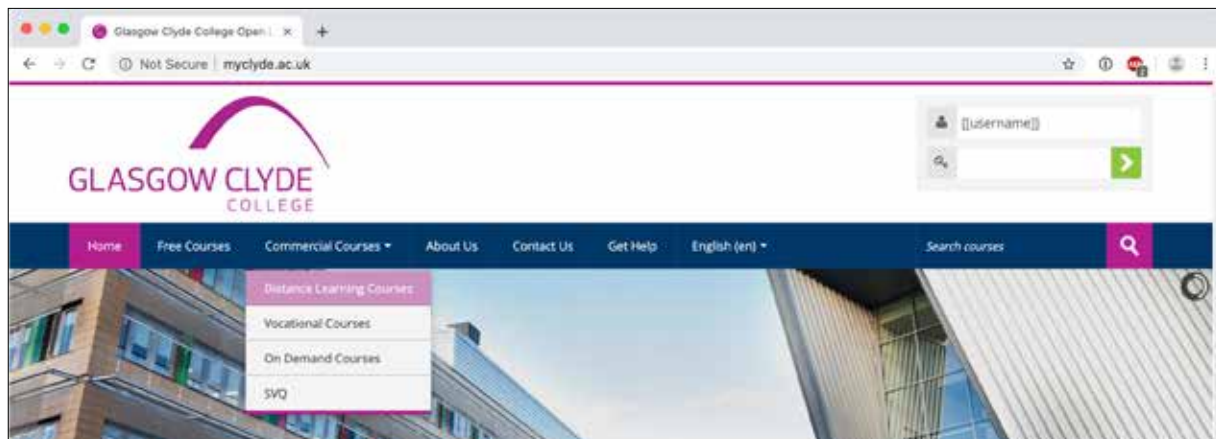 Glasgow Clyde College Open
Not Secure myclyde.ac.uk
[[username]]
GLASGOW CLYDE
COLLEGE
Home Free Courses Commercial Courses About Us Contact Us Get Help English (en) Search courses
Distance Learning Courses
Vocational Courses
On Demand Courses
SVQ